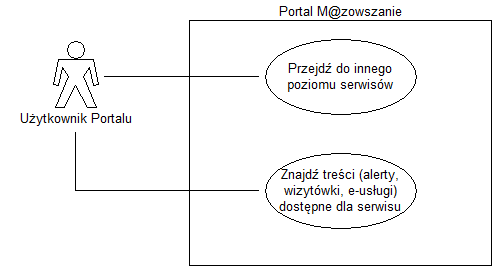 Portal M@zowszanie
Przejdź do innego
poziomu serwisów
Użytkownik Portalu
Znajdź treści (alerty,
wizytówki, e-usługi)
dostępne dla serwisu